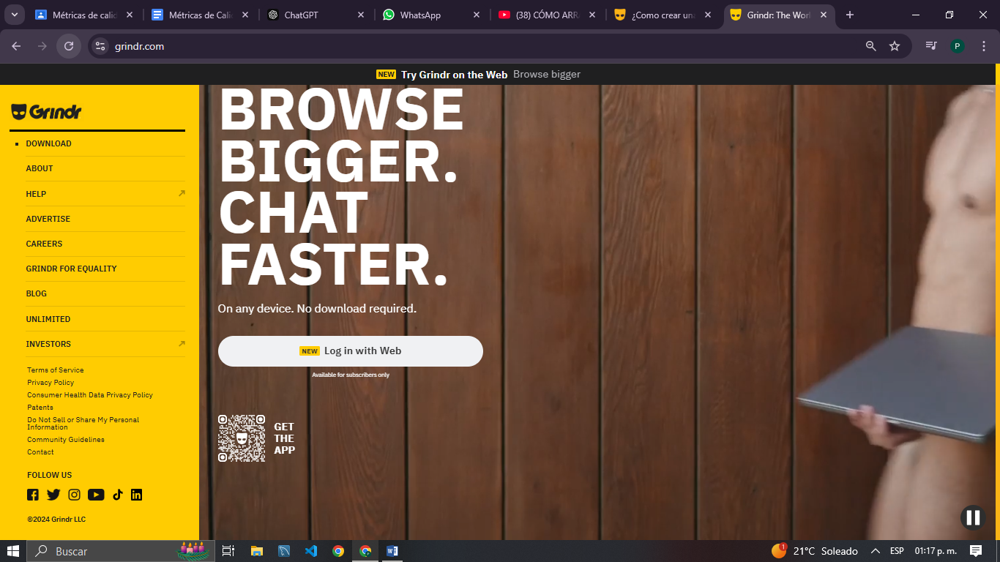 Métricas de calid
Métricas de Calid
ChatGPT
WhatsApp
(38) CÓMO ARRA
¿Como crear una
Grindr: The Worl
grindr.com
P
NEW Try Grindr on the Web Browse bigger
Grindr
DOWNLOAD
ABOUT
HELP
ADVERTISE
CAREERS
GRINDR FOR EQUALITY
BLOG
UNLIMITED
INVESTORS
Terms of Service
Privacy Policy
Consumer Health Data Privacy Policy
Patents
Do Not Sell or Share My Personal
Information
Community Guidelines
Contact
FOLLOW US
©2024 Grindr LLC
BROWSE
BIGGER.
CHAT
FASTER.
On any device. No download required.
NEW Log in with Web
Available for subscribers only
GET
THE
APP
Buscar
1
21°C Soleado
ESP
01:17 p. m.